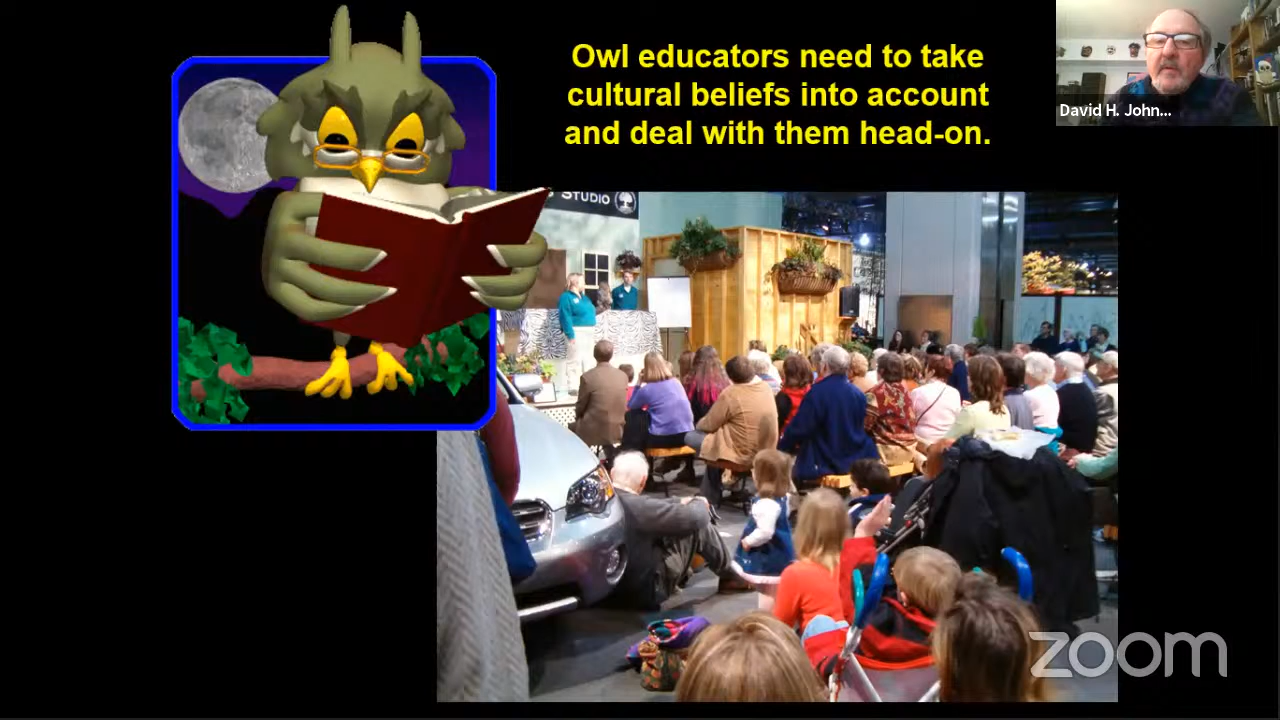 Owl educators need to take
cultural beliefs into account
and deal with them head-on.
David H. John...
STUDIO
zoom